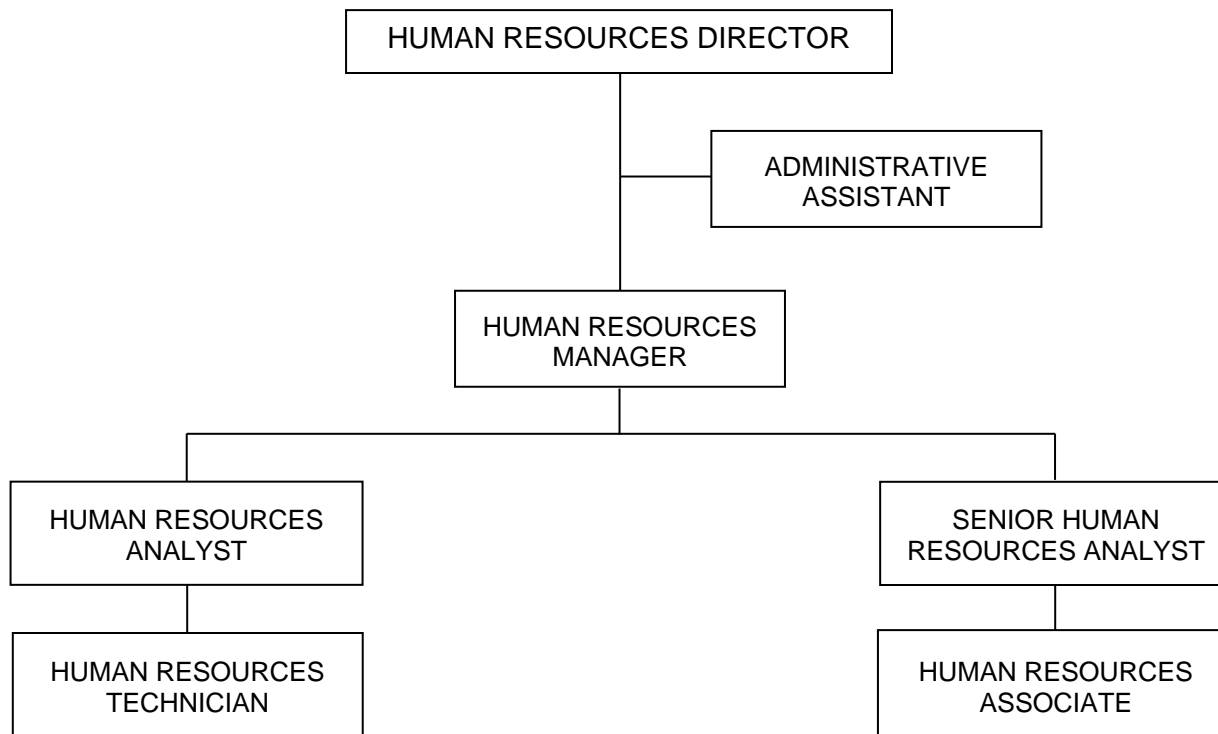 HUMAN RESOURCES DIRECTOR
ADMINISTRATIVE
ASSISTANT
HUMAN RESOURCES
MANAGER
HUMAN RESOURCES
ANALYST
SENIOR HUMAN
RESOURCES ANALYST
HUMAN RESOURCES
TECHNICIAN
HUMAN RESOURCES
ASSOCIATE